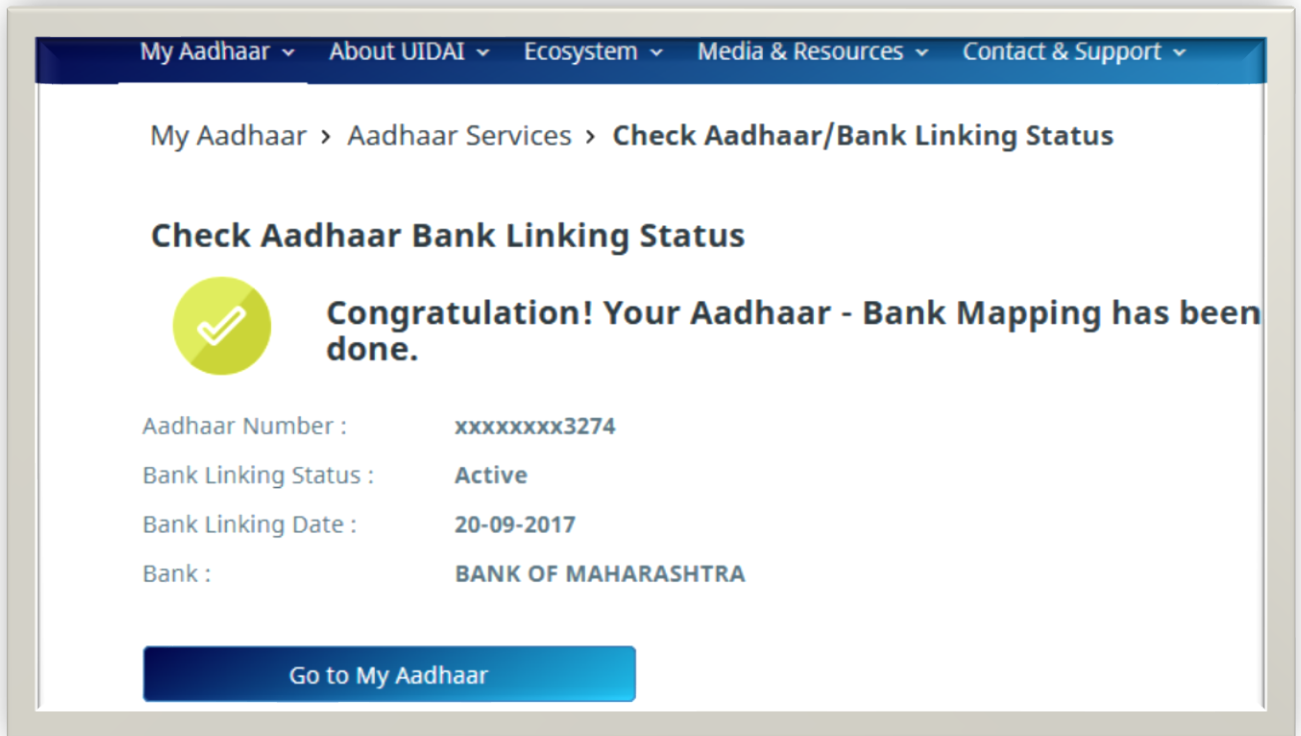 My Aadhaar About UIDAI Ecosystem Media & Resources Contact & Support
My Aadhaar > Aadhaar Services > Check Aadhaar/Bank Linking Status
Check Aadhaar Bank Linking Status
Congratulation! Your Aadhaar - Bank Mapping has been
done.
Aadhaar Number : xxxxxxxx3274
Bank Linking Status : Active
Bank Linking Date : 20-09-2017
Bank : BANK OF MAHARASHTRA
Go to My Aadhaar